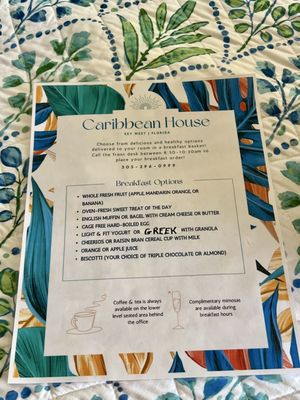 Caribbean House
KEY WEST | FLORIDA
Choose from delicious and healthy options
delivered to your room in a breakfast basket!
Call the front desk between 8:30-10:30am to
place your breakfast order!
305-296-0999
Breakfast Options
• WHOLE FRESH FRUIT (APPLE, MANDARIN ORANGE, OR
BANANA)
• OVEN-FRESH SWEET TREAT OF THE DAY
• ENGLISH MUFFIN OR BAGEL WITH CREAM CHEESE OR BUTTER
• CAGE FREE HARD-BOILED EGG
• LIGHT & FIT YOGURT OR GREEK WITH GRANOLA
• CHEERIOS OR RAISIN BRAN CEREAL CUP WITH MILK
• ORANGE OR APPLE JUICE
• BISCOTTI (YOUR CHOICE OF TRIPLE CHOCOLATE OR ALMOND)
Coffee & tea is always
available on the lower
level seated area behind
the office
Complimentary mimosas
are available during
breakfast hours